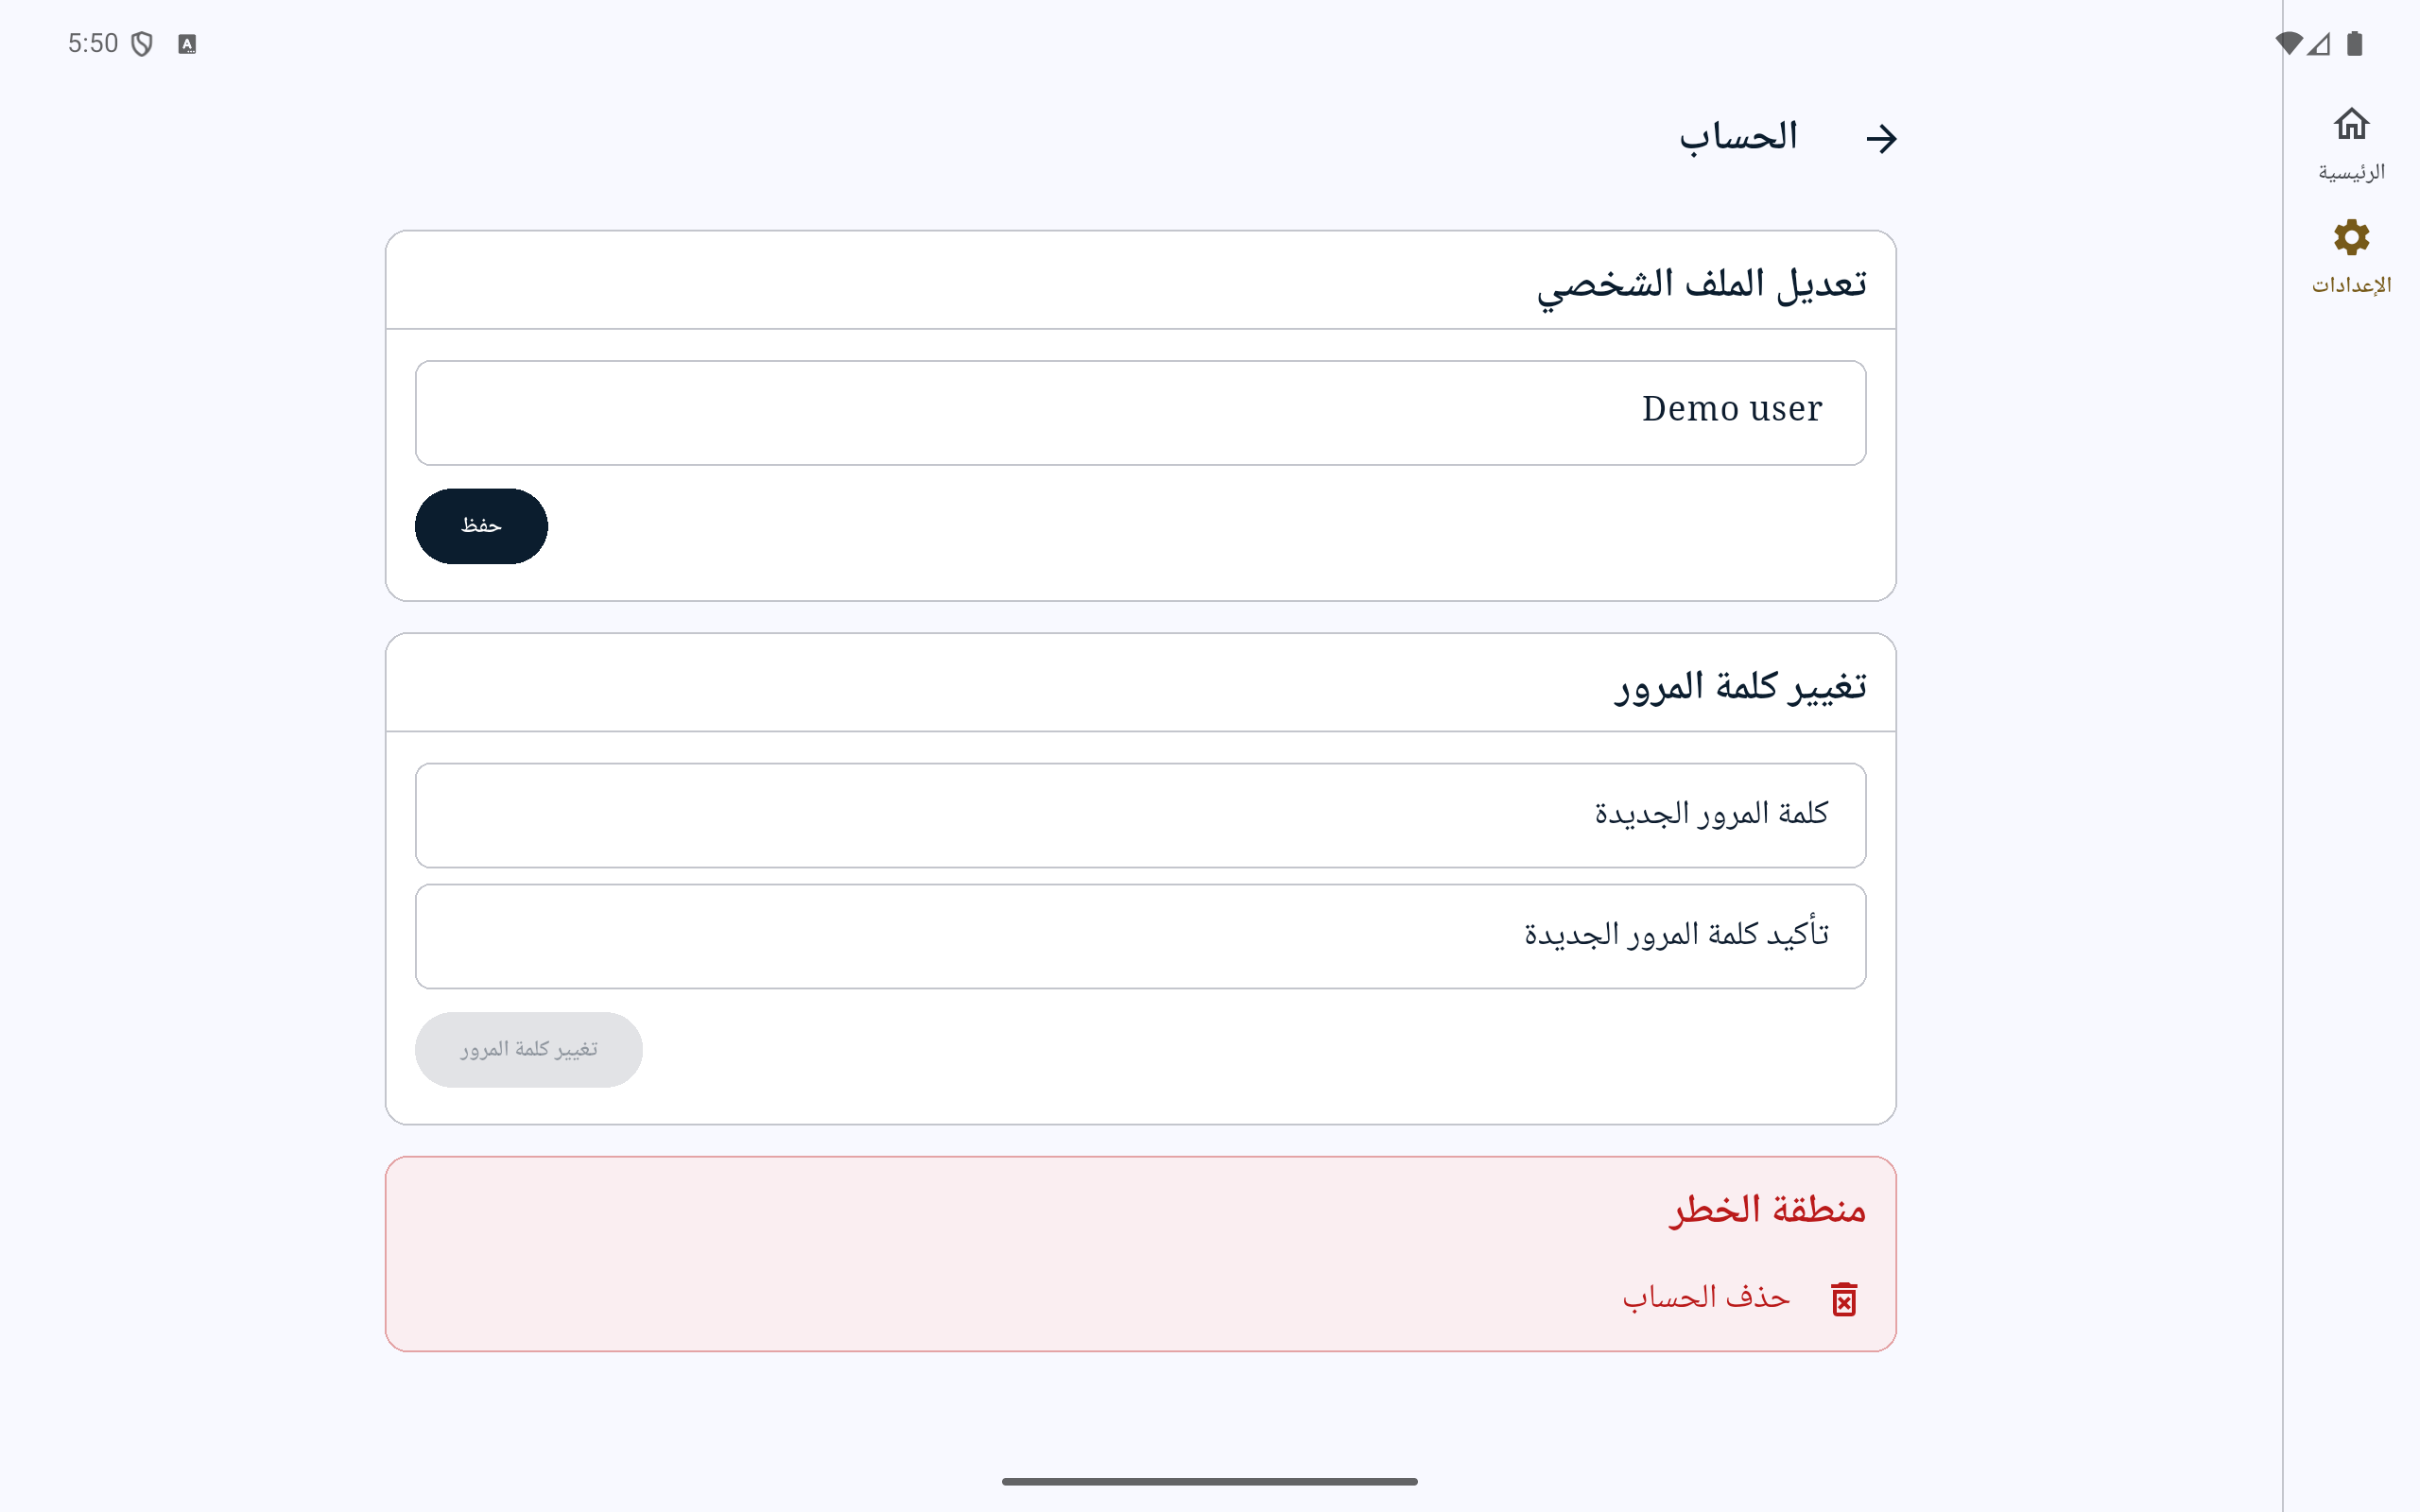 5:50
الرئيسية
الإعدادات
الحساب
تعديل الملف الشخصي
Demo user
حفظ
تغيير كلمة المرور
كلمة المرور الجديدة
تأكيد كلمة المرور الجديدة
تغيير كلمة المرور
منطقة الخطر
حذف الحساب